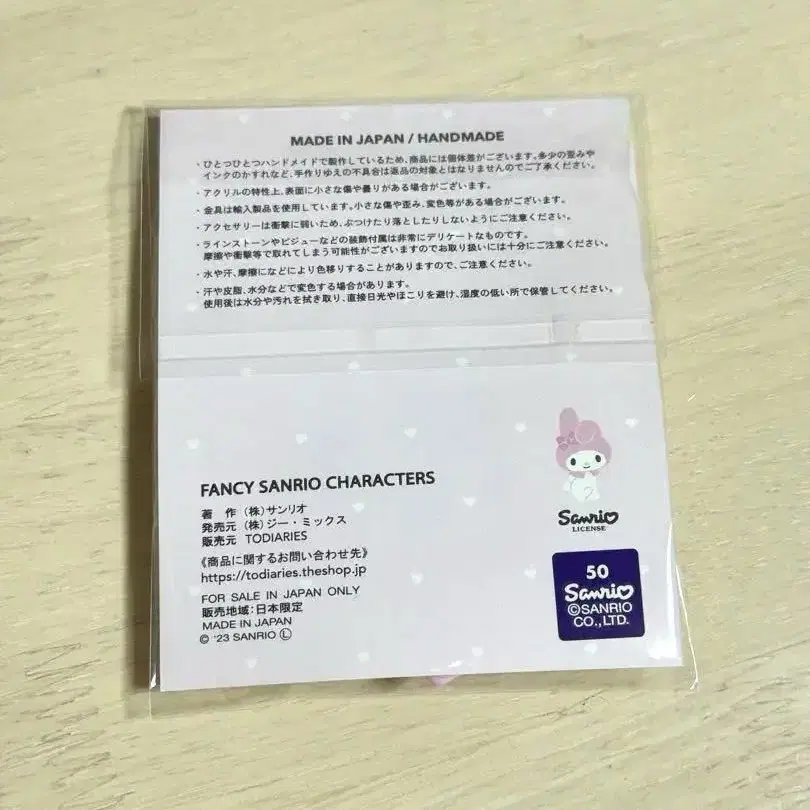 MADE IN JAPAN / HANDMADE
・ひとつひとつハンドメイドで製作しているため、商品には個体差がございます。多少の歪みや
インクのかすれなど、手作りゆえの不具合は返品の対象とはなりませんのでご了承ください。
・アクリルの特性上、表面に小さな傷や曇りがある場合がございます。
・金具は輸入製品を使用しています。小さな傷や歪み、変色等がある場合がございます。
・アクセサリーは衝撃に弱いため、ぶつけたり落としたりしないようにご注意ください。
・ラインストーンやビジューなどの装飾付属は非常にデリケートなものです。
摩擦や衝撃等で取れてしまう可能性がございますのでお取り扱いには十分にご注意ください。
・水や汗、摩擦になどにより色移りすることがありますので、ご注意ください。
・汗や皮脂、水分などで変色する場合があります。
使用後は水分や汚れを拭き取り、直接日光やほこりを避け、湿度の低い所で保管してください。
FANCY SANRIO CHARACTERS
著 作 (株)サンリオ
発売元 (株)ジー・ミックス
販売元 TODIARIES
《商品に関するお問い合わせ先》
https://todiaries.theshop.jp
FOR SALE IN JAPAN ONLY
販売地域:日本限定
MADE IN JAPAN
© '23 SANRIO Ⓛ
Sanrio
LICENSE
50
Sanrio
©SANRIO
CO., LTD.